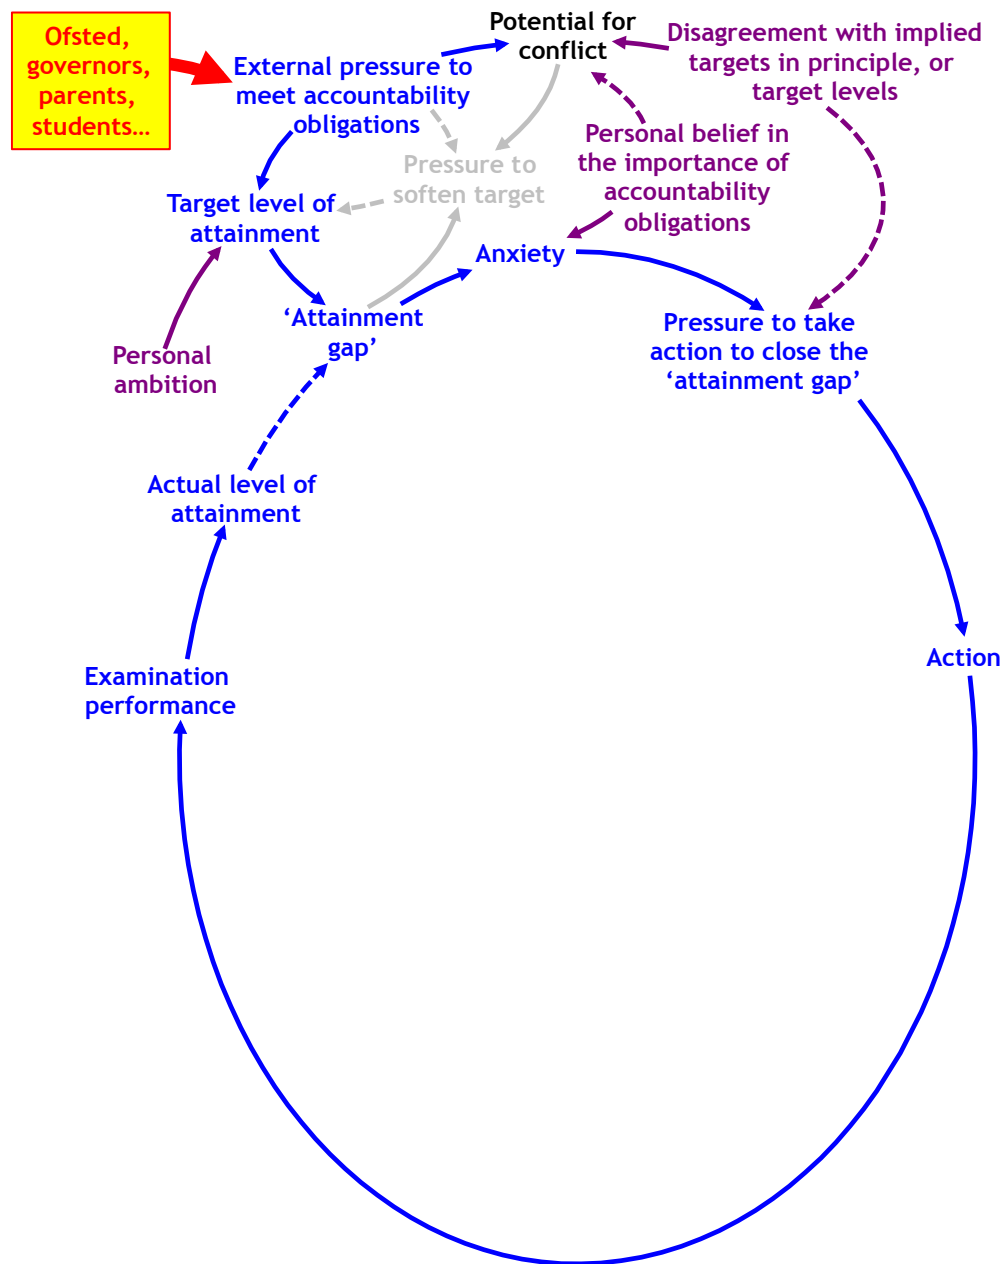 Ofsted,
governors,
parents,
students…
External pressure to
meet accountability
obligations
Potential for
conflict
Disagreement with implied
targets in principle, or
target levels
Pressure to
soften target
Personal belief in
the importance of
accountability
obligations
Target level of
attainment
Anxiety
‘Attainment
gap’
Pressure to take
action to close the
‘attainment gap’
Personal
ambition
Actual level of
attainment
Action
Examination
performance